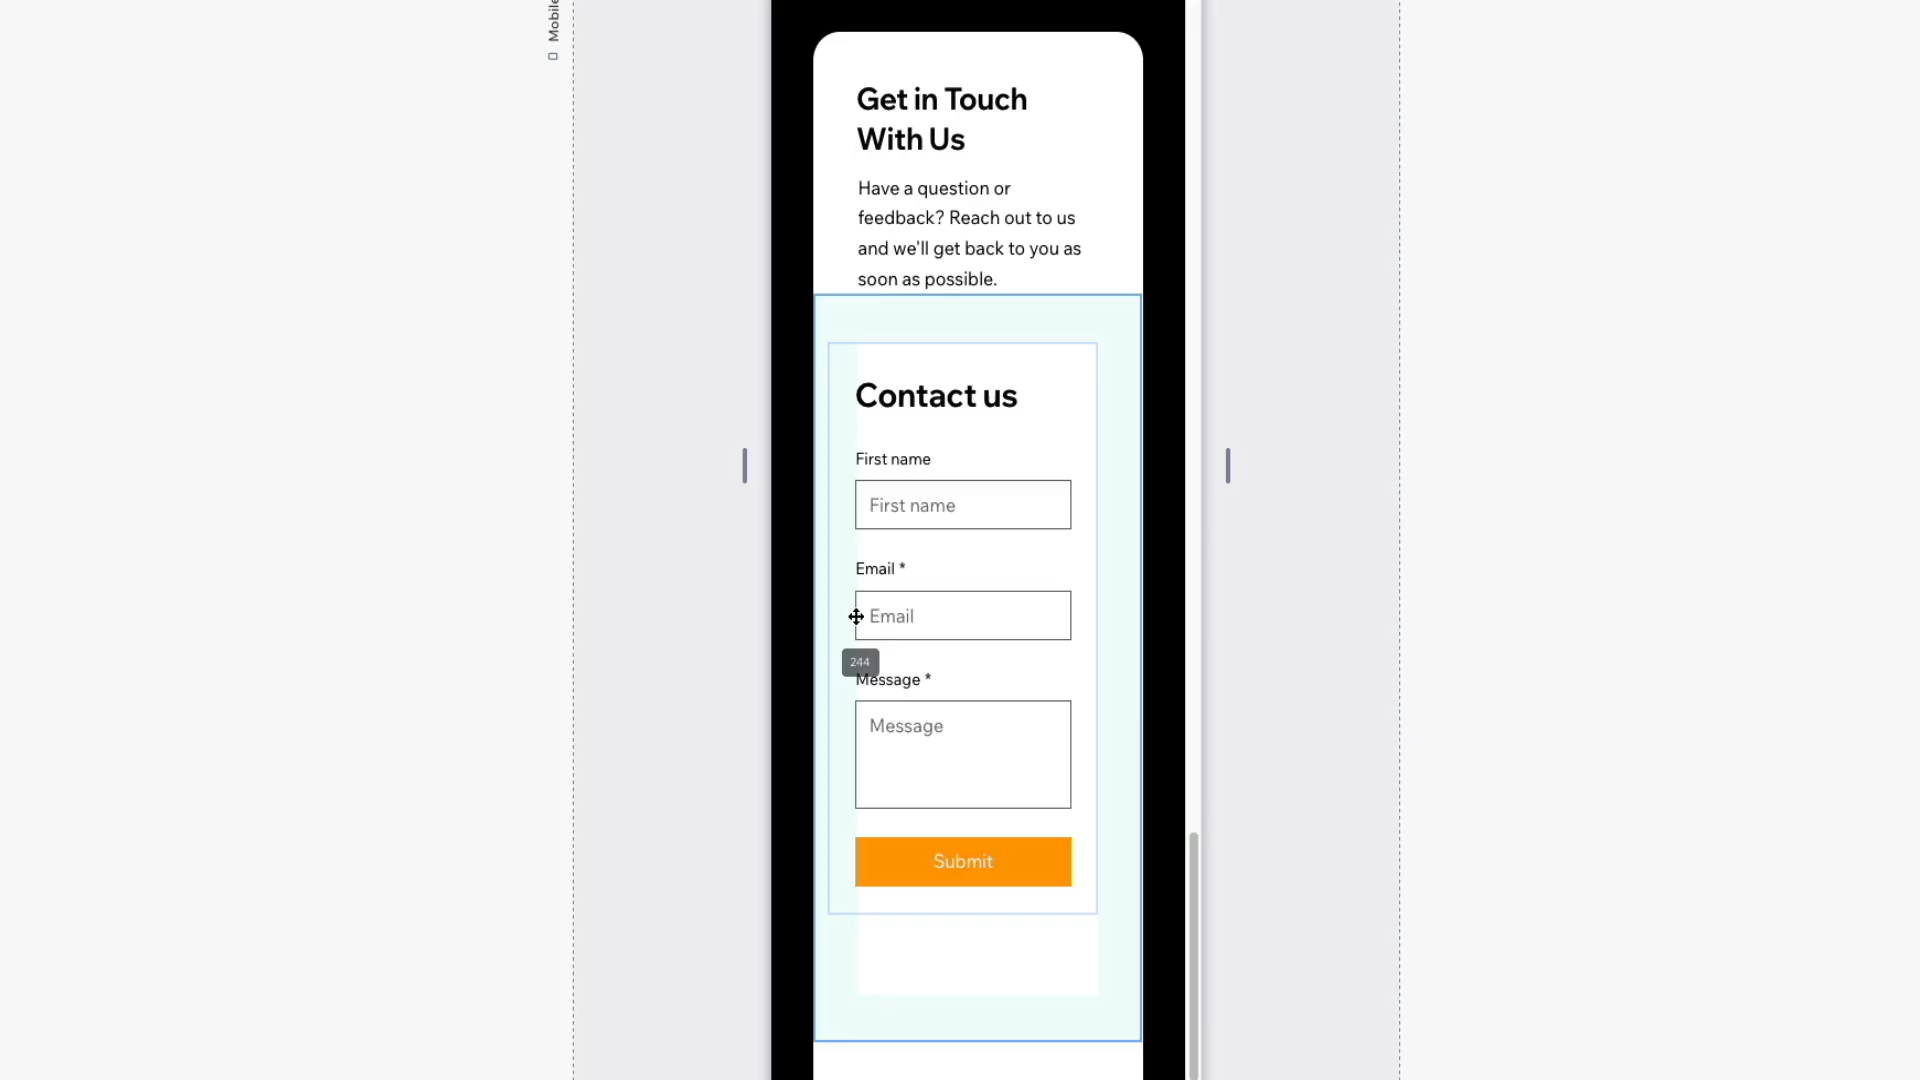 Mobile
Get in Touch
With Us
Have a question or
feedback? Reach out to us
and we'll get back to you as
soon as possible.
Contact us
First name
First name
Email *
Email
244
Message *
Message
Submit